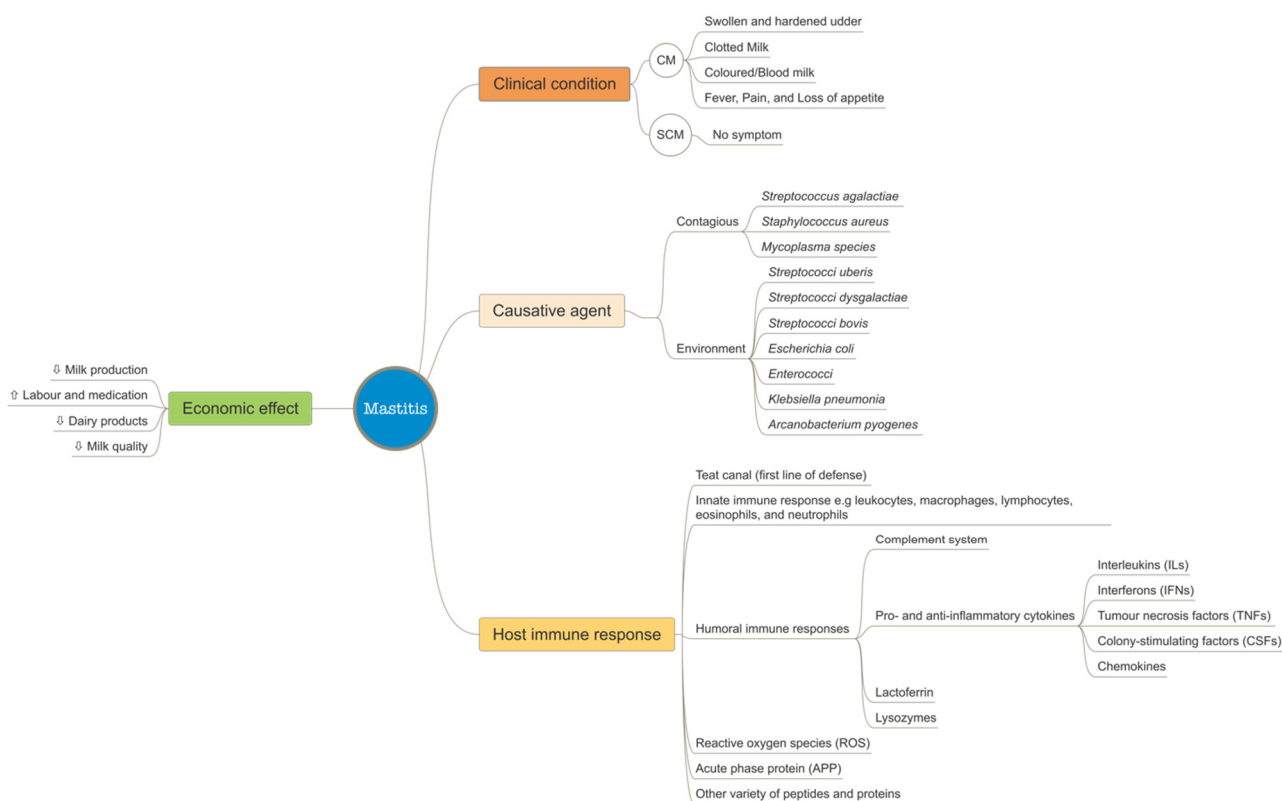 Swollen and hardened udder
CM
Clotted Milk
Clinical condition
Coloured/Blood milk
Fever, Pain, and Loss of appetite
SCM
No symptom
Streptococcus agalactiae
Contagious
Staphylococcus aureus
Mycoplasma species
Streptococci uberis
Causative agent
Streptococci dysgalactiae
Streptococci bovis
Environment
Escherichia coli
Enterococci
Klebsiella pneumonia
Arcanobacterium pyogenes
⇩ Milk production
⇧ Labour and medication
Economic effect
Mastitis
⇩ Dairy products
⇩ Milk quality
Teat canal (first line of defense)
Innate immune response e.g leukocytes, macrophages, lymphocytes,
eosinophils, and neutrophils
Complement system
Interleukins (ILs)
Interferons (IFNs)
Host immune response
Humoral immune responses
Pro- and anti-inflammatory cytokines
Tumour necrosis factors (TNFs)
Colony-stimulating factors (CSFs)
Chemokines
Lactoferrin
Lysozymes
Reactive oxygen species (ROS)
Acute phase protein (APP)
Other variety of peptides and proteins